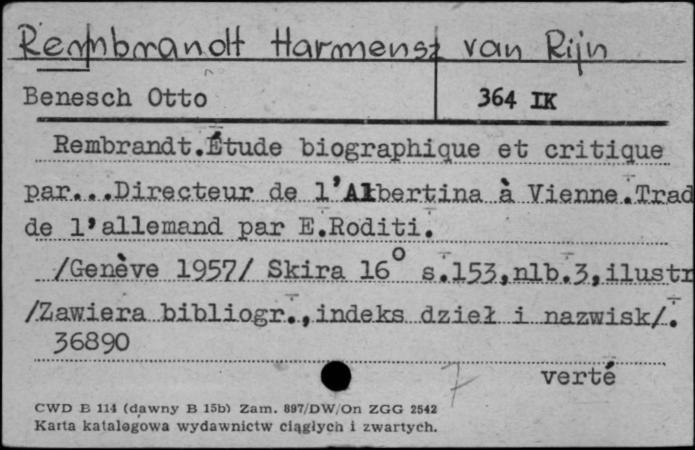 Rembrandt Harmensz van Rijn
Benesch Otto 364 IK
Rembrandt.Étude biographique et critique
par...Directeur de l'Albertina à Vienne.Trad
de l'allemand par E.Roditi.
/Genève 1957/ Skira 16° s.153,nlb.3,ilustr
/Zawiera bibliogr.,indeks dzieł i nazwisk/.
36890
7 verté
CWD B 114 (dawny B 15b) Zam. 897/DW/On ZGG 2542
Karta katalogowa wydawnictw ciągłych i zwartych.